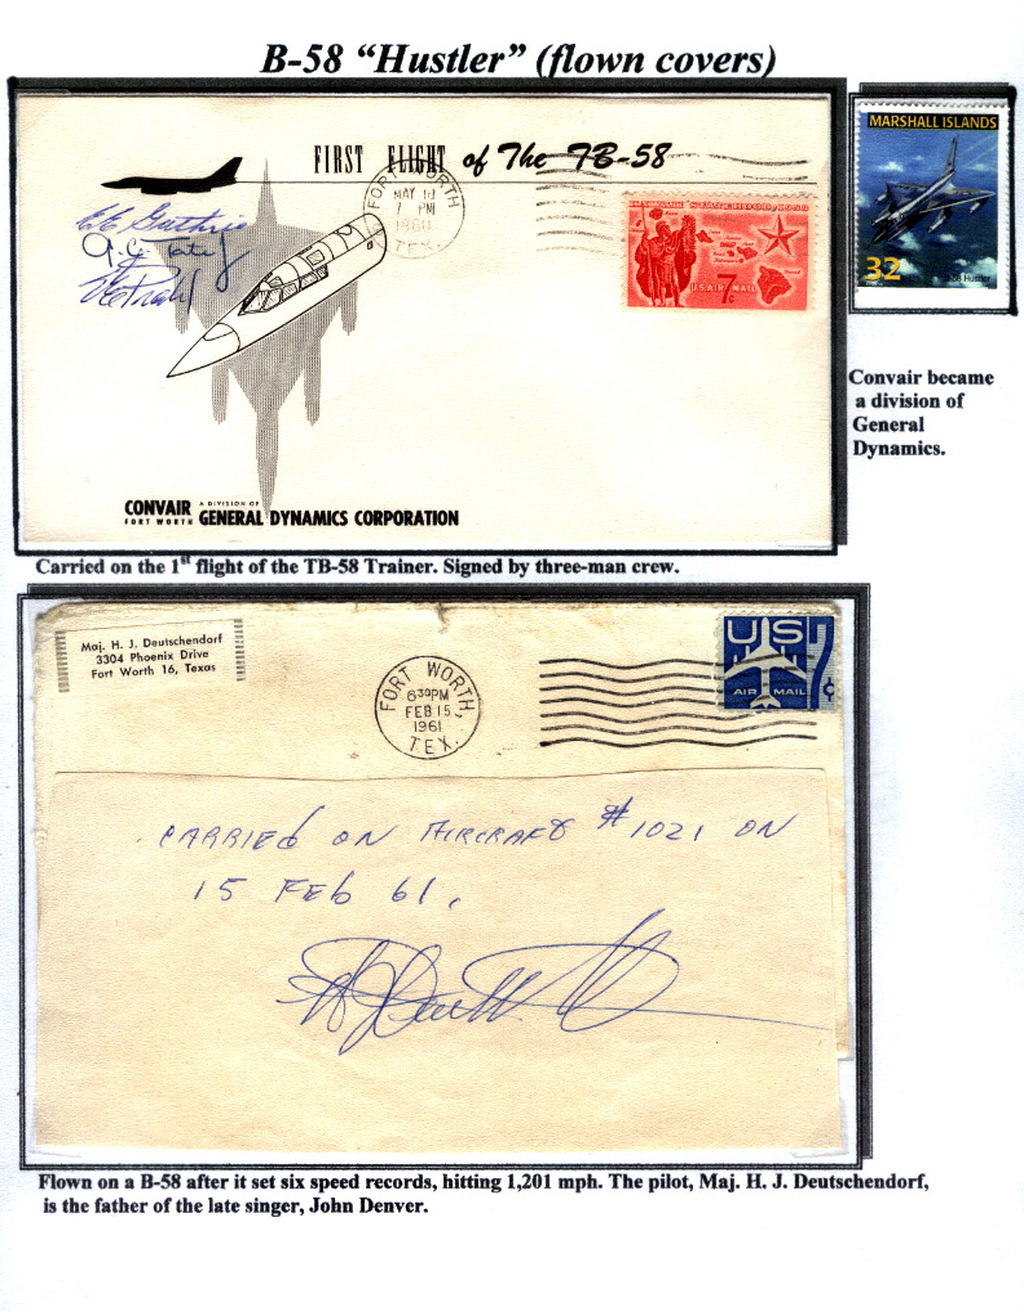 B-58 “Hustler” (flown covers)
FIRST FLIGHT of The TB-58
FORT WORTH
MAY 10
7 PM
1960
TEX.
HAWAII STATEHOOD, 1959
U.S. AIR MAIL
7c
CONVAIR A DIVISION OF
FORT WORTH GENERAL DYNAMICS CORPORATION
MARSHALL ISLANDS
32
Hustler
Convair became
a division of
General
Dynamics.
Carried on the 1st flight of the TB-58 Trainer. Signed by three-man crew.
Maj. H. J. Deutschendorf
3304 Phoenix Drive
Fort Worth 16, Texas
FORT WORTH,
6 30 PM
FEB 15
1961
TEX.
US 7c
AIR MAIL
CARRIED ON AIRCRAFT #1021 ON
15 FEB 61.
Flown on a B-58 after it set six speed records, hitting 1,201 mph. The pilot, Maj. H. J. Deutschendorf,
is the father of the late singer, John Denver.